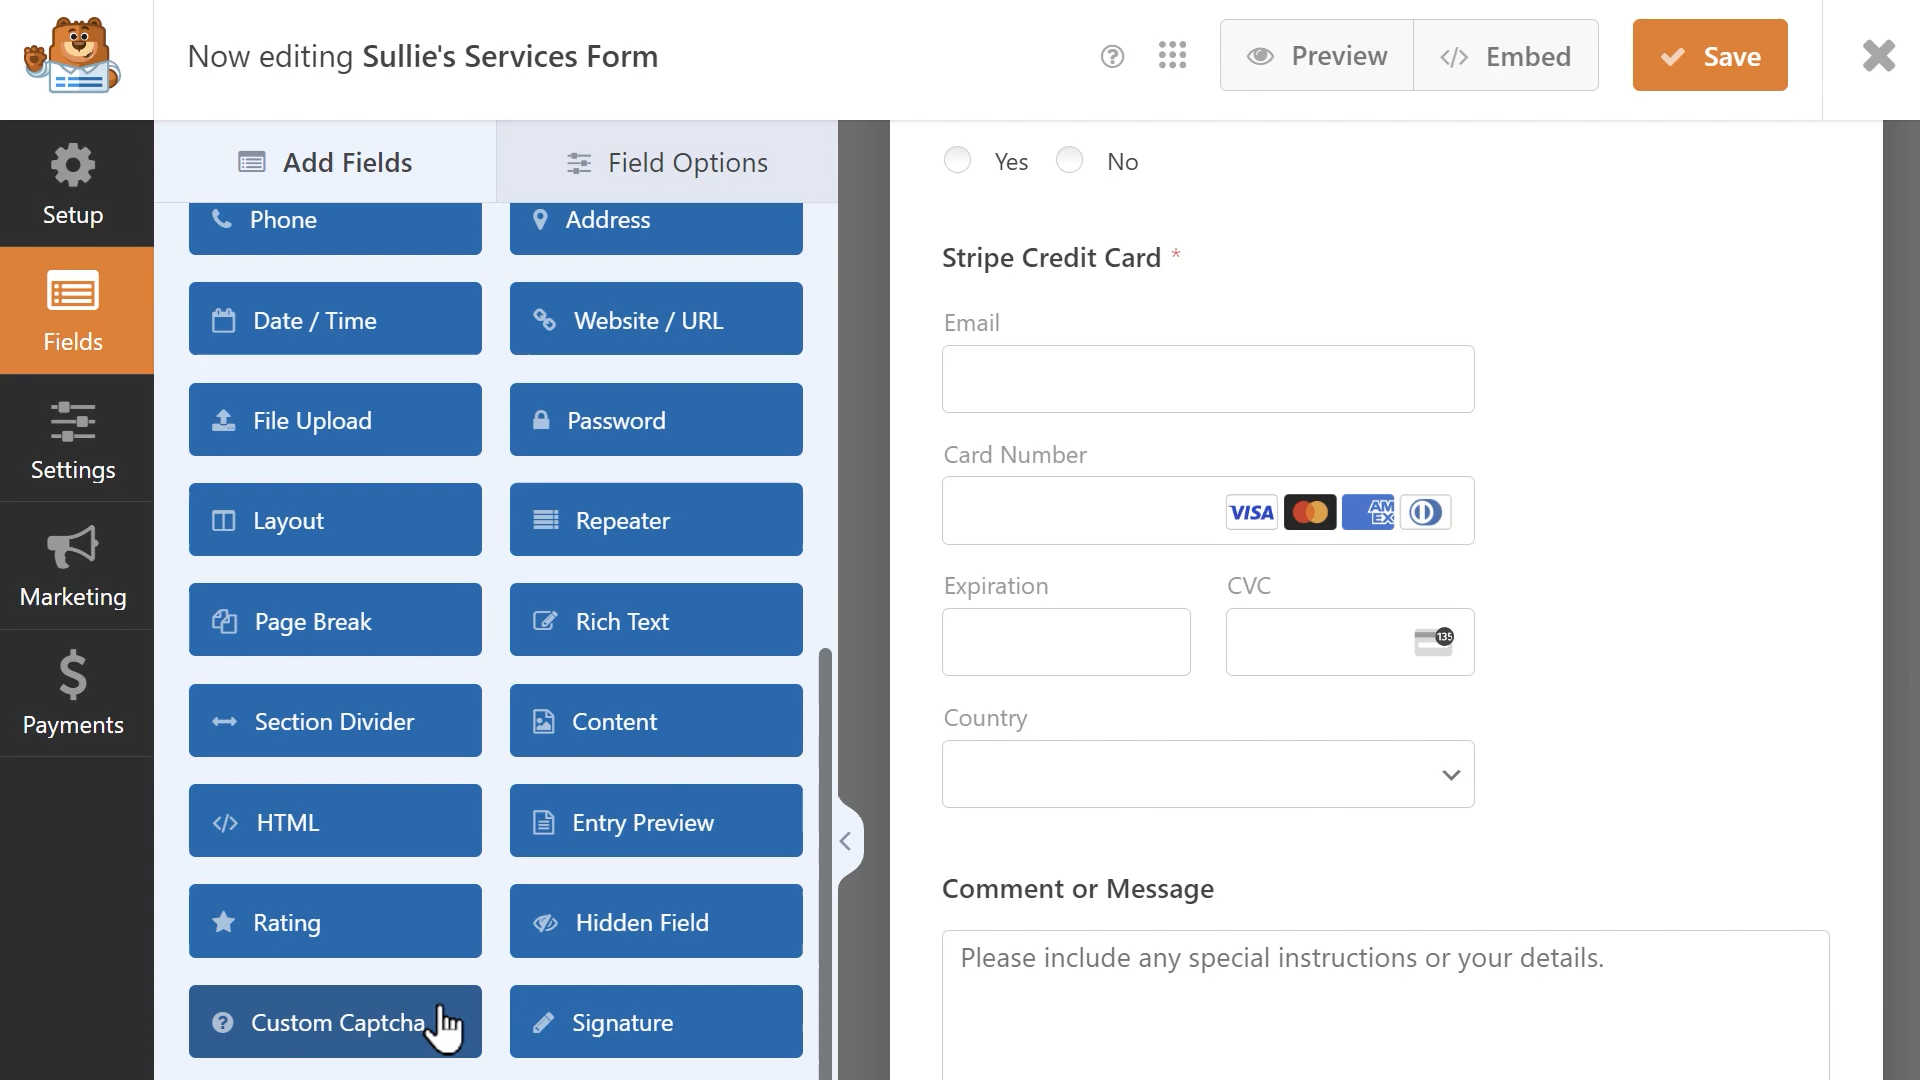 Now editing Sullie's Services Form
Preview
Embed
Save
Setup
Fields
Settings
Marketing
Payments
Add Fields
Field Options
Phone
Address
Date / Time
Website / URL
File Upload
Password
Layout
Repeater
Page Break
Rich Text
Section Divider
Content
HTML
Entry Preview
Rating
Hidden Field
Custom Captcha
Signature
Yes
No
Stripe Credit Card *
Email
Card Number
VISA
AM
EX
Expiration
CVC
135
Country
Comment or Message
Please include any special instructions or your details.